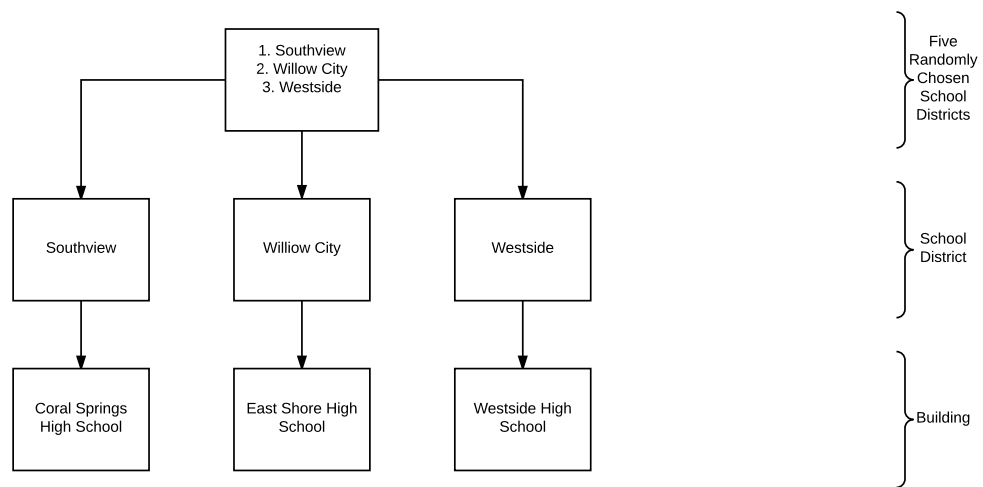 1. Southview
2. Willow City
3. Westside
Five
Randomly
Chosen
School
Districts
Southview
Williow City
Westside
School
District
Coral Springs
High School
East Shore High
School
Westside High
School
Building